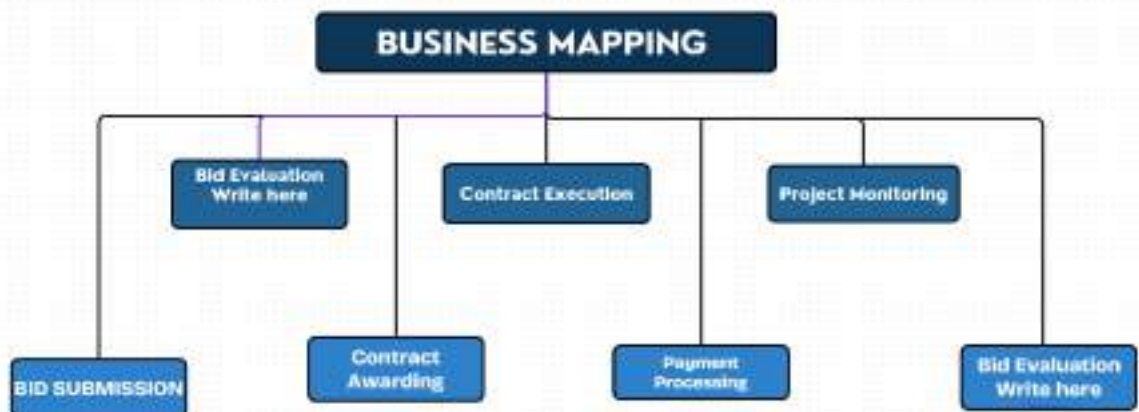 BUSINESS MAPPING
Bid Evaluation
Write here
Contract Execution
Project Monitoring
BID SUBMISSION
Contract
Awarding
Payment
Processing
Bid Evaluation
Write here